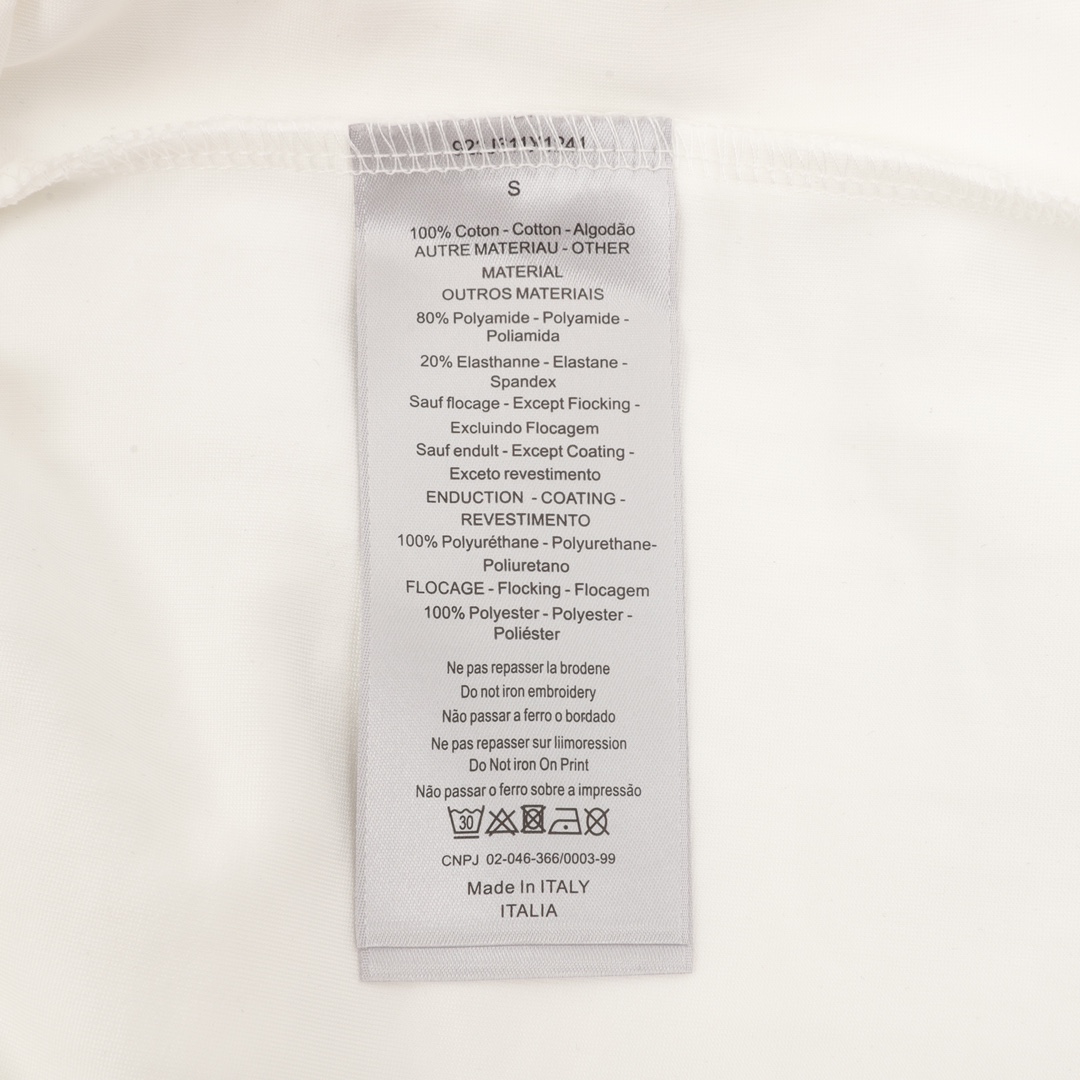 S
100% Coton - Cotton - Algodão
AUTRE MATERIAU - OTHER
MATERIAL
OUTROS MATERIAIS
80% Polyamide - Polyamide -
Poliamida
20% Elasthanne - Elastane -
Spandex
Sauf flocage - Except Fiocking -
Excluindo Flocagem
Sauf endult - Except Coating -
Exceto revestimento
ENDUCTION - COATING -
REVESTIMENTO
100% Polyuréthane - Polyurethane-
Poliuretano
FLOCAGE - Flocking - Flocagem
100% Polyester - Polyester -
Poliéster
Ne pas repasser la brodene
Do not iron embroidery
Não passar a ferro o bordado
Ne pas repasser sur liimoression
Do Not iron On Print
Não passar o ferro sobre a impressão
30
CNPJ 02-046-366/0003-99
Made In ITALY
ITALIA